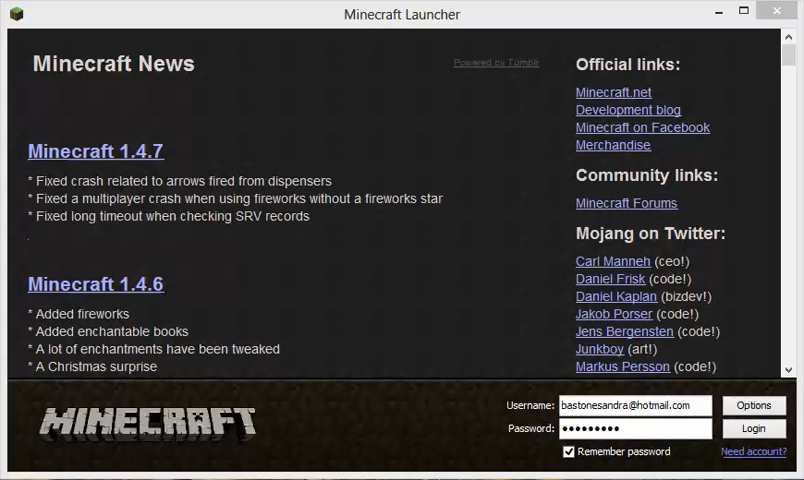 Minecraft Launcher
Minecraft News
Powered by Tumblr
Minecraft 1.4.7
* Fixed crash related to arrows fired from dispensers
* Fixed a multiplayer crash when using fireworks without a fireworks star
* Fixed long timeout when checking SRV records
Minecraft 1.4.6
* Added fireworks
* Added enchantable books
* A lot of enchantments have been tweaked
* A Christmas surprise
Official links:
Minecraft.net
Development blog
Minecraft on Facebook
Merchandise
Community links:
Minecraft Forums
Mojang on Twitter:
Carl Manneh (ceo!)
Daniel Frisk (code!)
Daniel Kaplan (bizdev!)
Jakob Porser (code!)
Jens Bergensten (code!)
Junkboy (art!)
Markus Persson (code!)
MINECRAFT
Username: bastonesandra@hotmail.com Options
Password: ●●●●●●●●● Login
Remember password Need account?